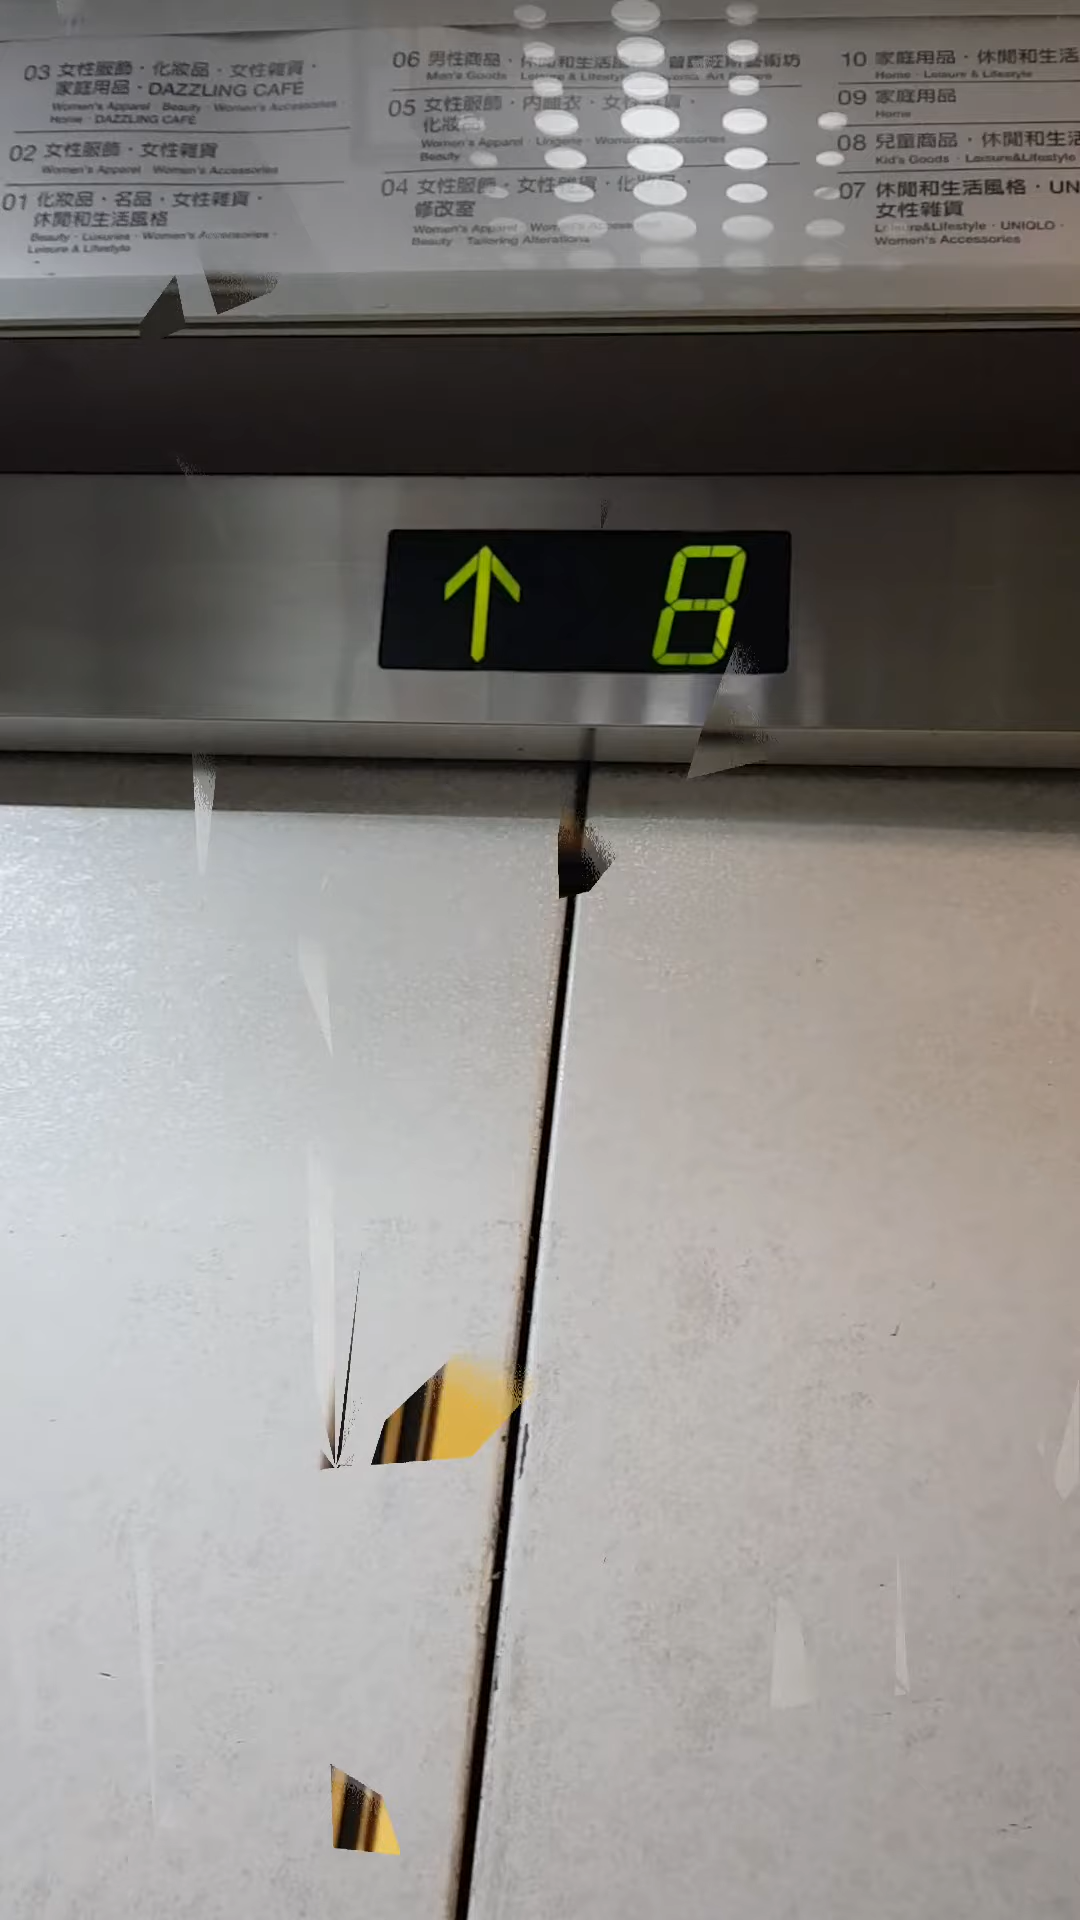 03 女性服飾．化妝品．女性雜貨．
家庭用品．DAZZLING CAFE
Women's Apparel · Beauty · Women's Accessories
Home · DAZZLING CAFE
02 女性服飾．女性雜貨
Women's Apparel · Women's Accessories
01 化妝品．名品．女性雜貨．
休閒和生活風格
Beauty · Luxuries · Women's Accessories ·
Leisure & Lifestyle
06 男性商品．休閒和生活
Men's Goods · Leisure & Lifestyle
05 女性服飾．內睡衣．女性
化妝
Women's Apparel · Lingerie · Women's Accessories
Beauty
04 女性服飾．女性雜貨．化妝品．
修改室
Women's Apparel · Women's
Beauty · Tailoring Alterations
10 家庭用品．休閒和生活
Home · Leisure & Lifestyle
09 家庭用品
Home
08 兒童商品．休閒和生活
Kid's Goods · Leisure&Lifestyle
07 休閒和生活風格．UN
女性雜貨
Leisure&Lifestyle · UNIQLO ·
Women's Accessories
↑ 8